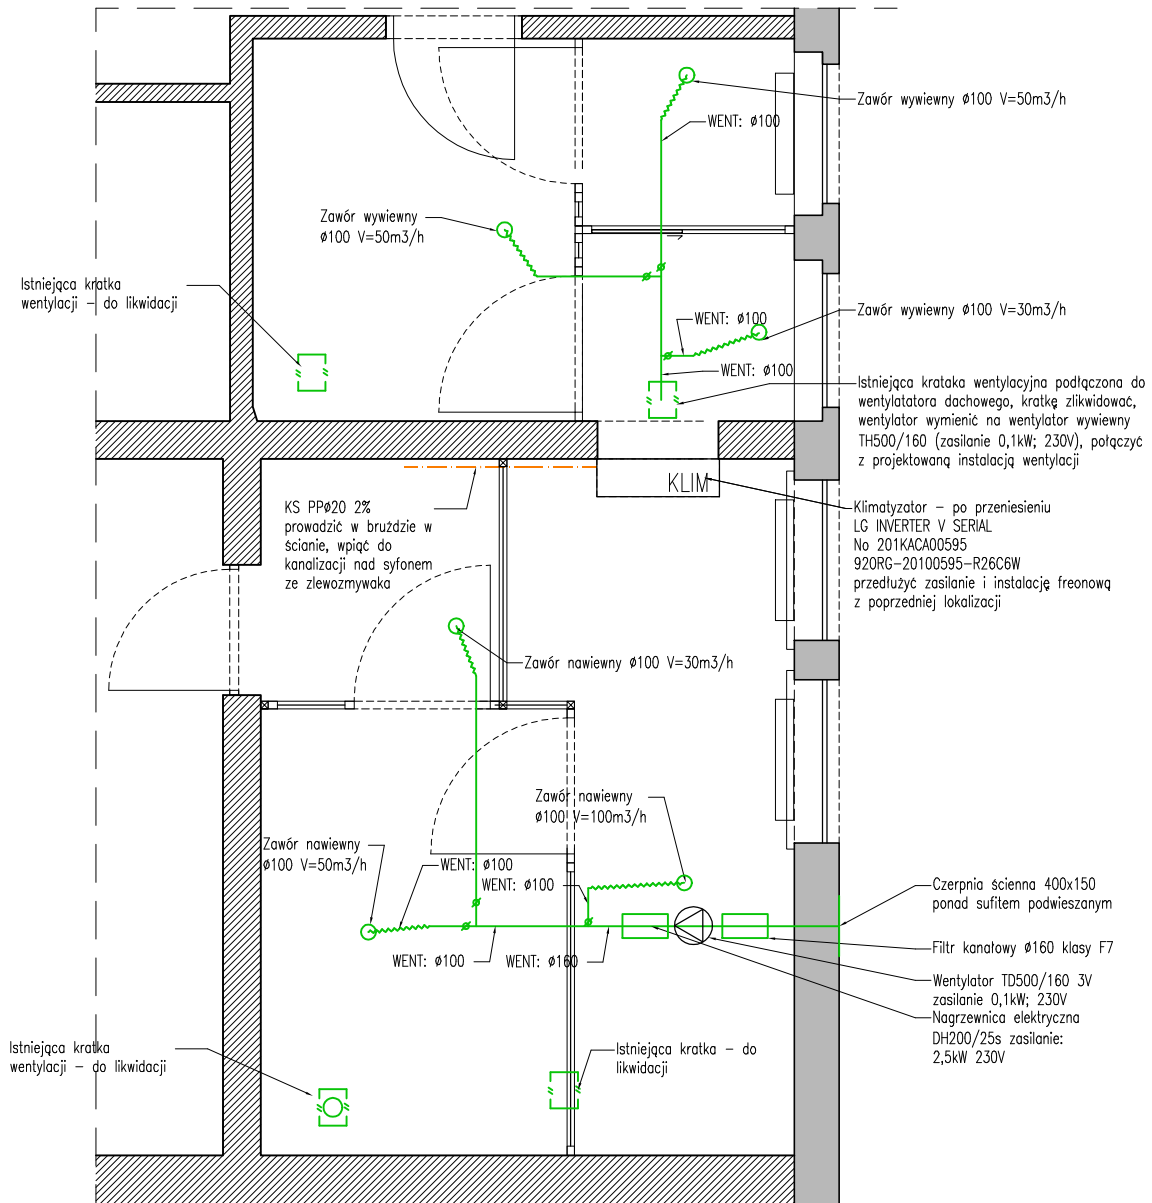 Zawór wywiewny ø100 V=50m3/h
WENT: ø100
Zawór wywiewny
ø100 V=50m3/h
Istniejąca kratka
wentylacji – do likwidacji
Zawór wywiewny ø100 V=30m3/h
WENT: ø100
WENT: ø100
Istniejąca krataka wentylacyjna podłączona do
wentylatatora dachowego, kratkę zlikwidować,
wentylator wymienić na wentylator wywiewny
TH500/160 (zasilanie 0,1kW; 230V), połączyć
z projektowaną instalacją wentylacji
KLIM
KS PPø20 2%
prowadzić w bruździe w
ścianie, wpiąć do
kanalizacji nad syfonem
ze zlewozmywaka
Klimatyzator – po przeniesieniu
LG INVERTER V SERIAL
No 201KACA00595
920RG–20100595–R26C6W
przedłużyć zasilanie i instalację freonową
z poprzedniej lokalizacji
Zawór nawiewny ø100 V=30m3/h
Zawór nawiewny
ø100 V=100m3/h
Zawór nawiewny
ø100 V=50m3/h
WENT: ø100
WENT: ø100
Czerpnia ścienna 400x150
ponad sufitem podwieszanym
WENT: ø100
WENT: ø160
Filtr kanałowy ø160 klasy F7
Wentylator TD500/160 3V
zasilanie 0,1kW; 230V
Nagrzewnica elektryczna
DH200/25s zasilanie:
2,5kW 230V
Istniejąca kratka
wentylacji – do likwidacji
Istniejąca kratka – do
likwidacji